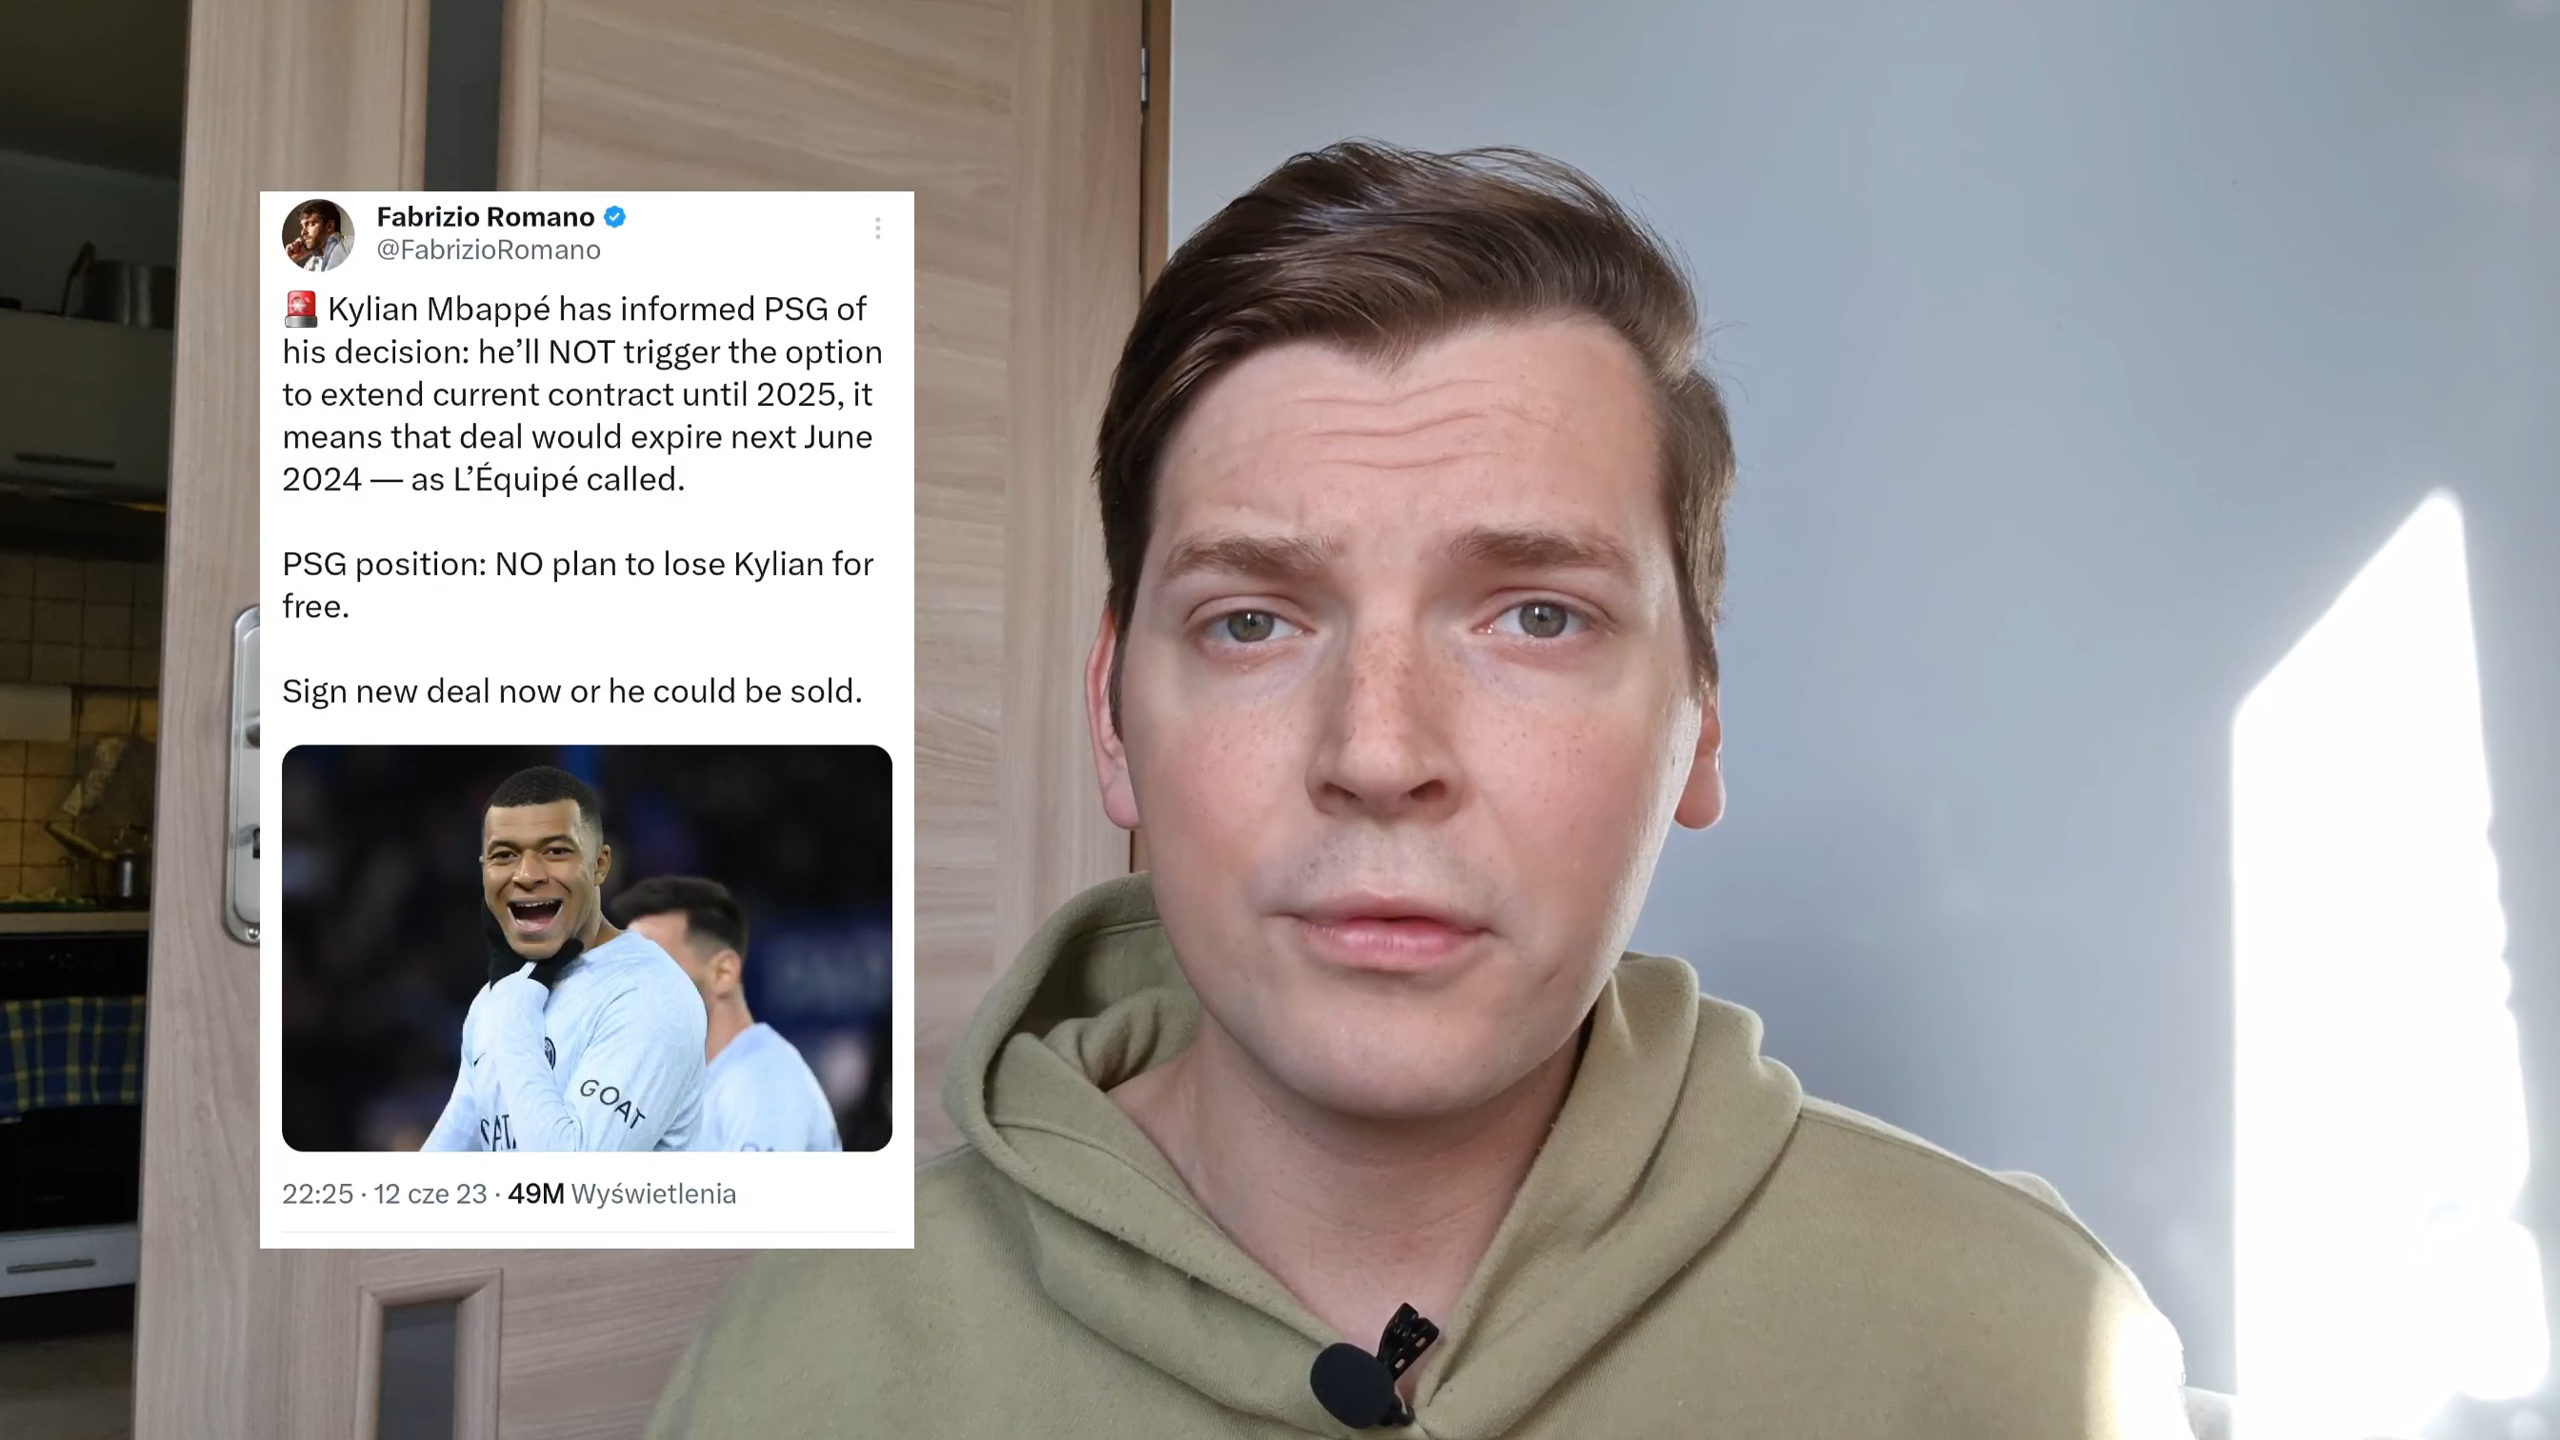 Fabrizio Romano
@FabrizioRomano
Kylian Mbappé has informed PSG of
his decision: he’ll NOT trigger the option
to extend current contract until 2025, it
means that deal would expire next June
2024 — as L’Équipé called.
PSG position: NO plan to lose Kylian for
free.
Sign new deal now or he could be sold.
GOAT
22:25 · 12 cze 23 · 49M Wyświetlenia